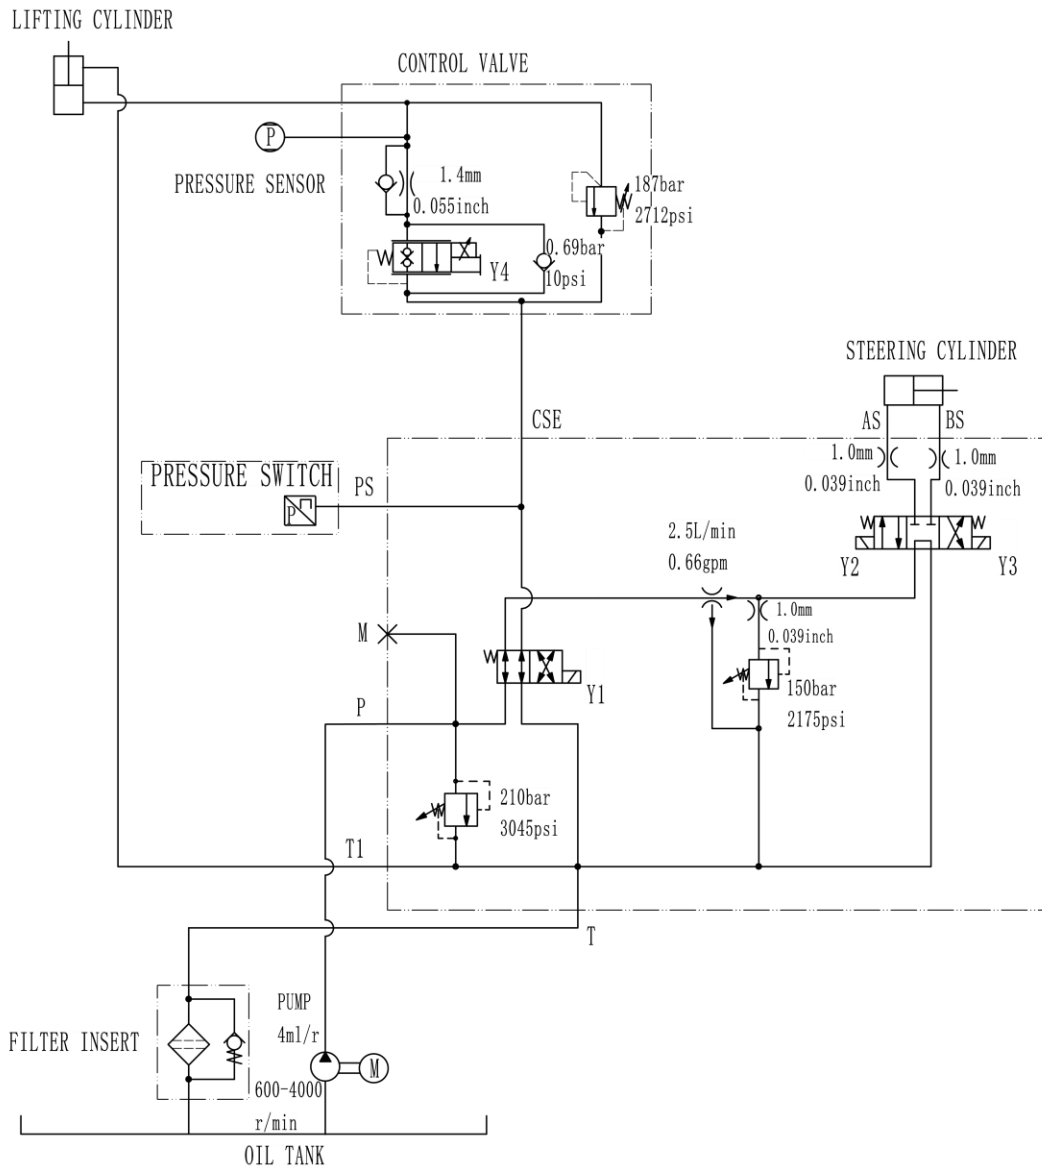 LIFTING CYLINDER
CONTROL VALVE
P
PRESSURE SENSOR
1.4mm
0.055inch
187bar
2712psi
0.69bar
10psi
Y4
STEERING CYLINDER
AS
BS
CSE
1.0mm
0.039inch
1.0mm
0.039inch
PRESSURE SWITCH
P
PS
2.5L/min
0.66gpm
Y2
Y3
M
1.0mm
0.039inch
Y1
150bar
2175psi
P
210bar
3045psi
T1
T
PUMP
4ml/r
FILTER INSERT
M
600-4000
r/min
OIL TANK